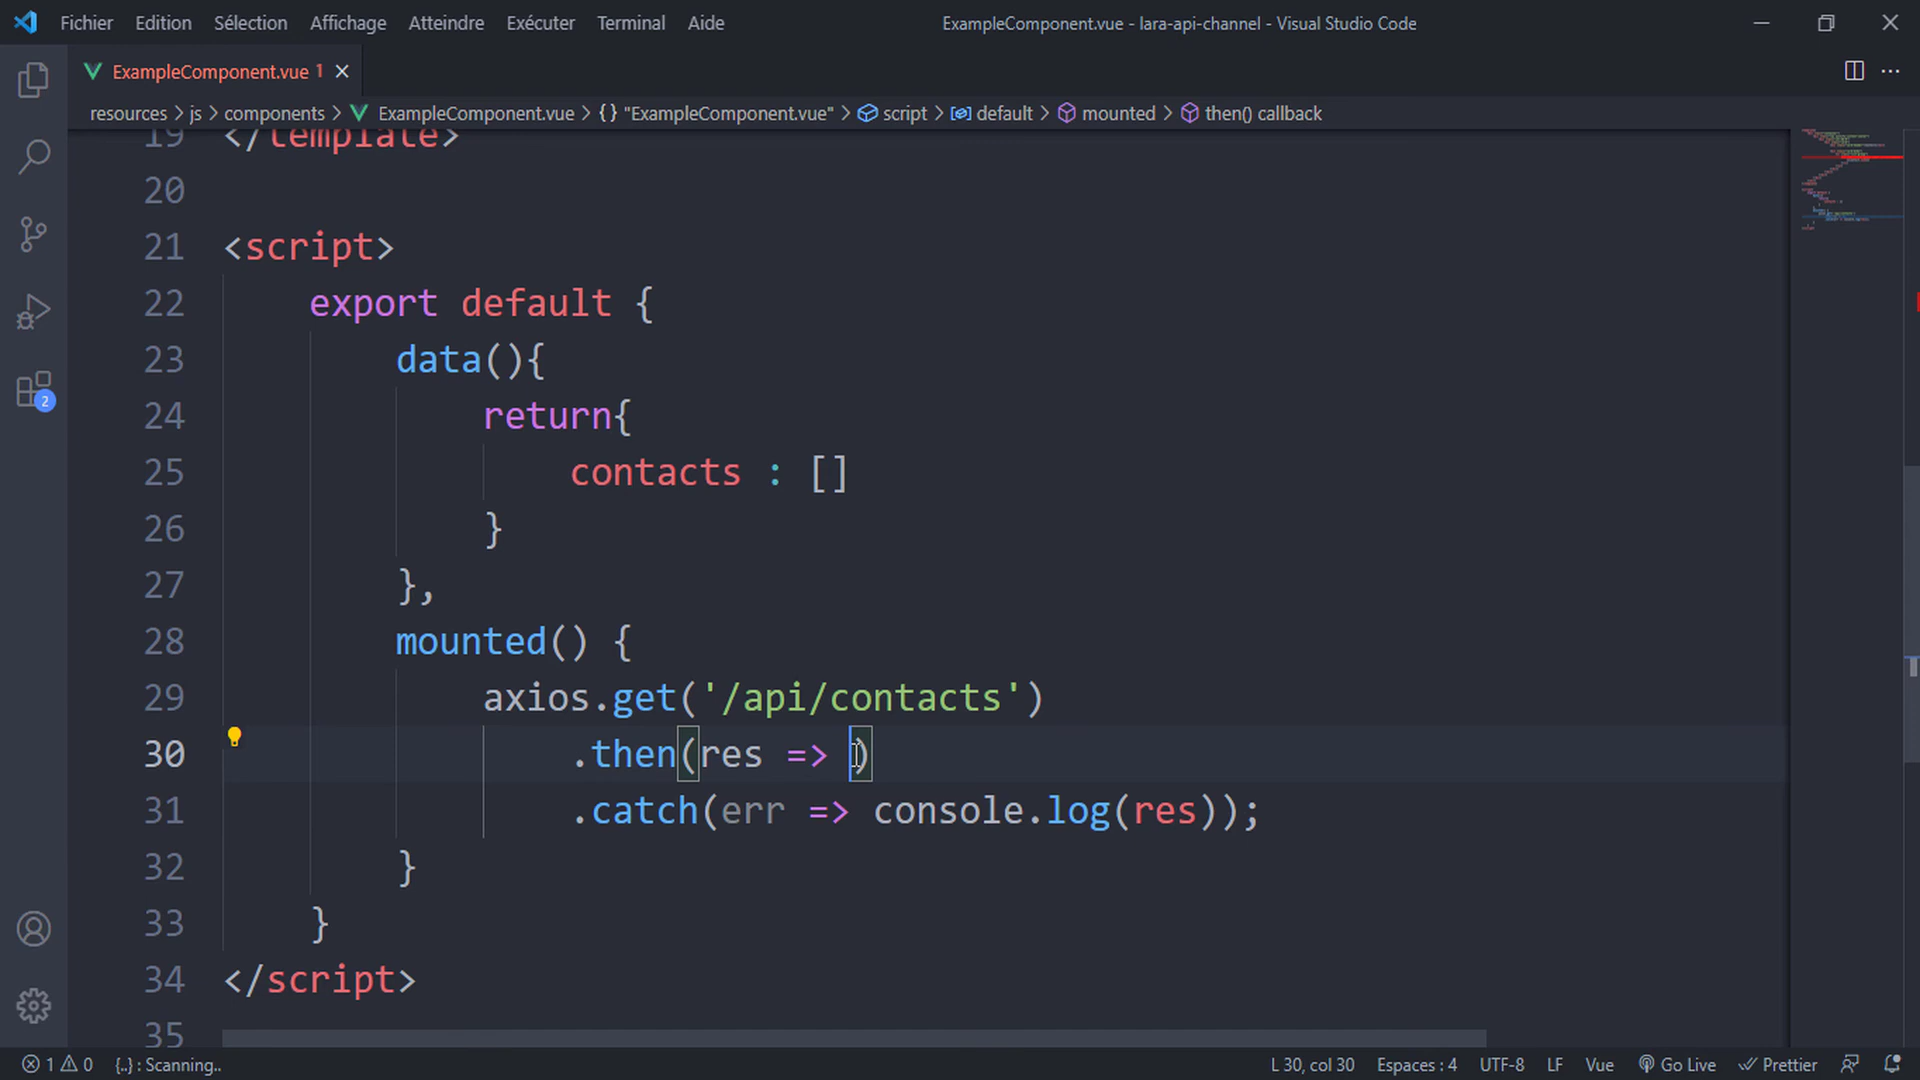 Fichier Edition Sélection Affichage Atteindre Exécuter Terminal Aide ExampleComponent.vue - lara-api-channel - Visual Studio Code
ExampleComponent.vue 1
resources > js > components > ExampleComponent.vue > {} "ExampleComponent.vue" > script > default > mounted > then() callback
19 </template>
20
21 <script>
22 export default {
23 data(){
24 return{
25 contacts : []
26 }
27 },
28 mounted() {
29 axios.get('/api/contacts')
30 .then(res => )
31 .catch(err => console.log(res));
32 }
33 }
34 </script>
35
2
1 0 {..} : Scanning.. L 30, col 30 Espaces : 4 UTF-8 LF Vue Go Live Prettier